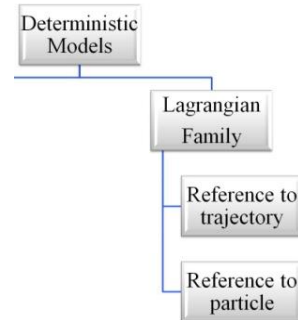 Deterministic
Models
Lagrangian
Family
Reference to
trajectory
Reference to
particle